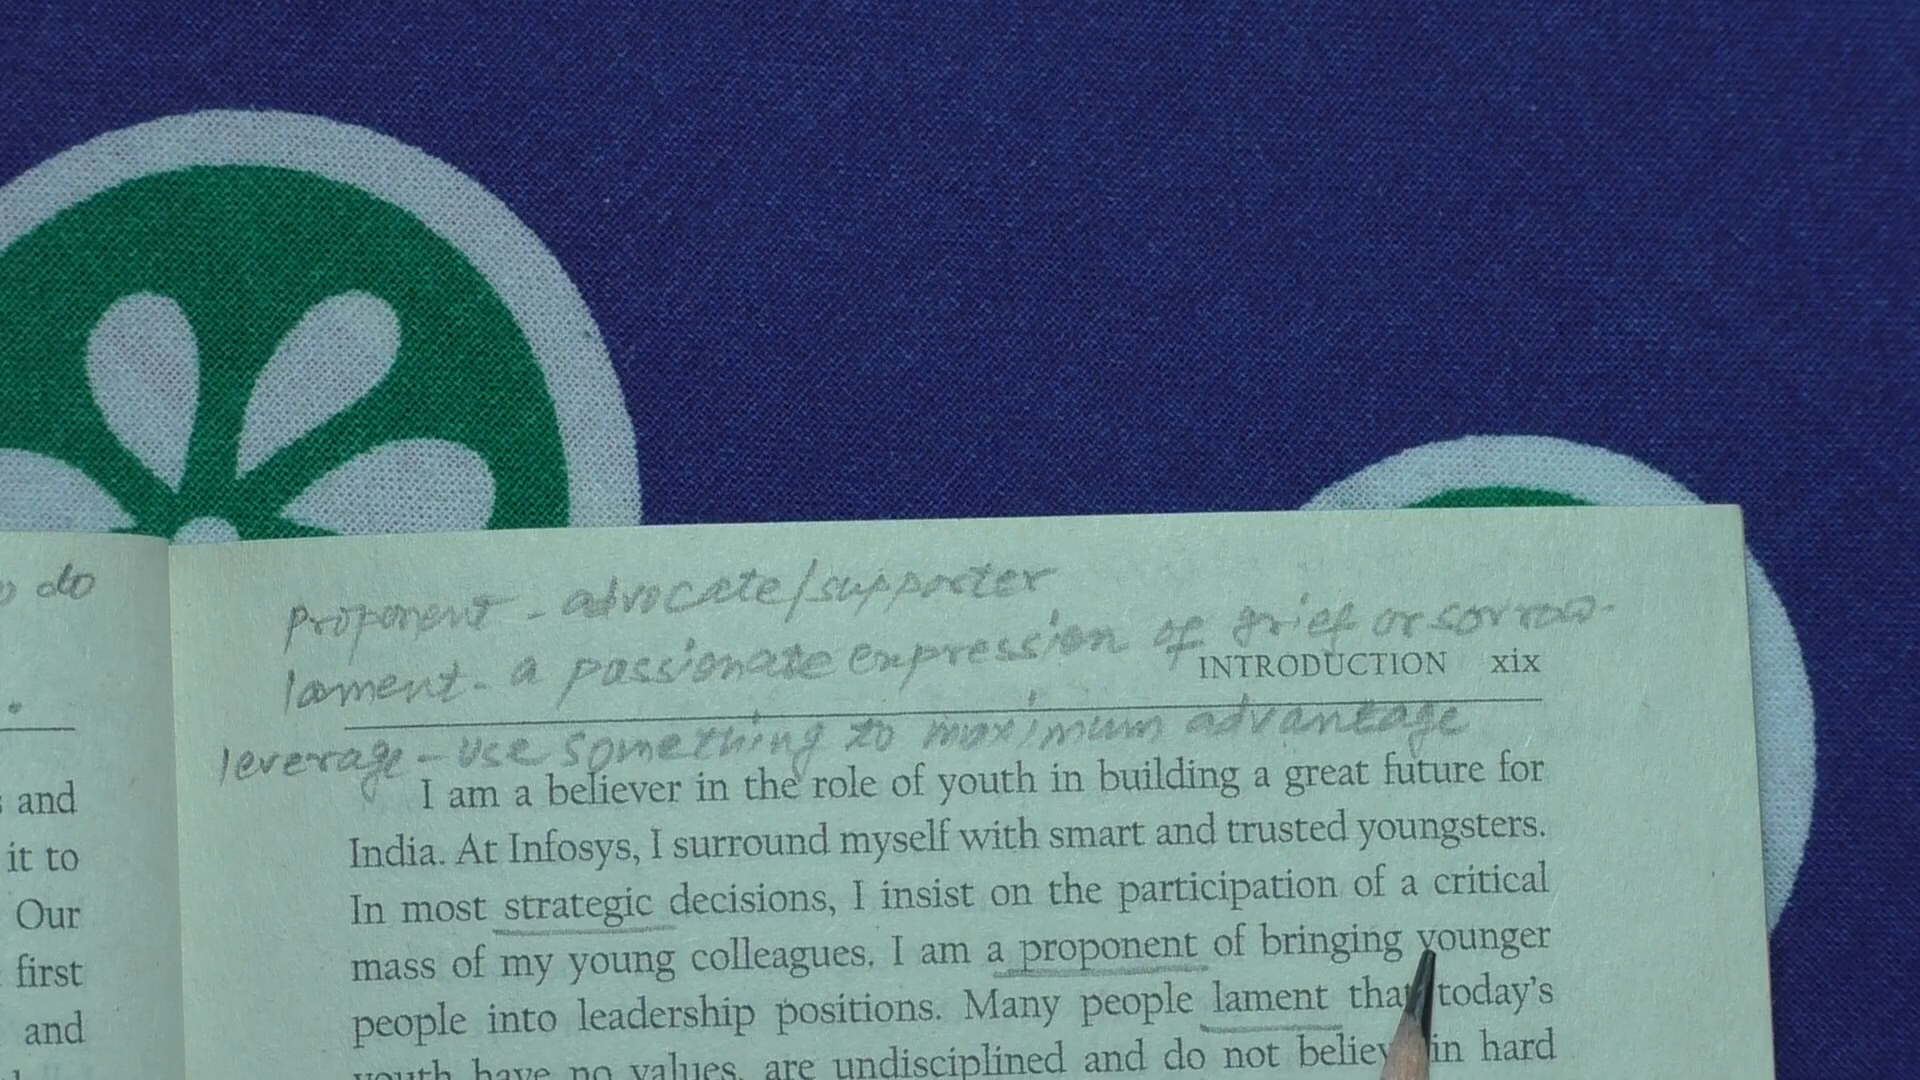 do
and
it to
Our
first
and
Proponent - advocate/supporter
lament - a passionate expression of grief or sorrow.
INTRODUCTION xix
leverage - use something to maximum advantage
I am a believer in the role of youth in building a great future for
India. At Infosys, I surround myself with smart and trusted youngsters.
In most strategic decisions, I insist on the participation of a critical
mass of my young colleagues. I am a proponent of bringing younger
people into leadership positions. Many people lament that today's
youth have no values, are undisciplined and do not believe in hard